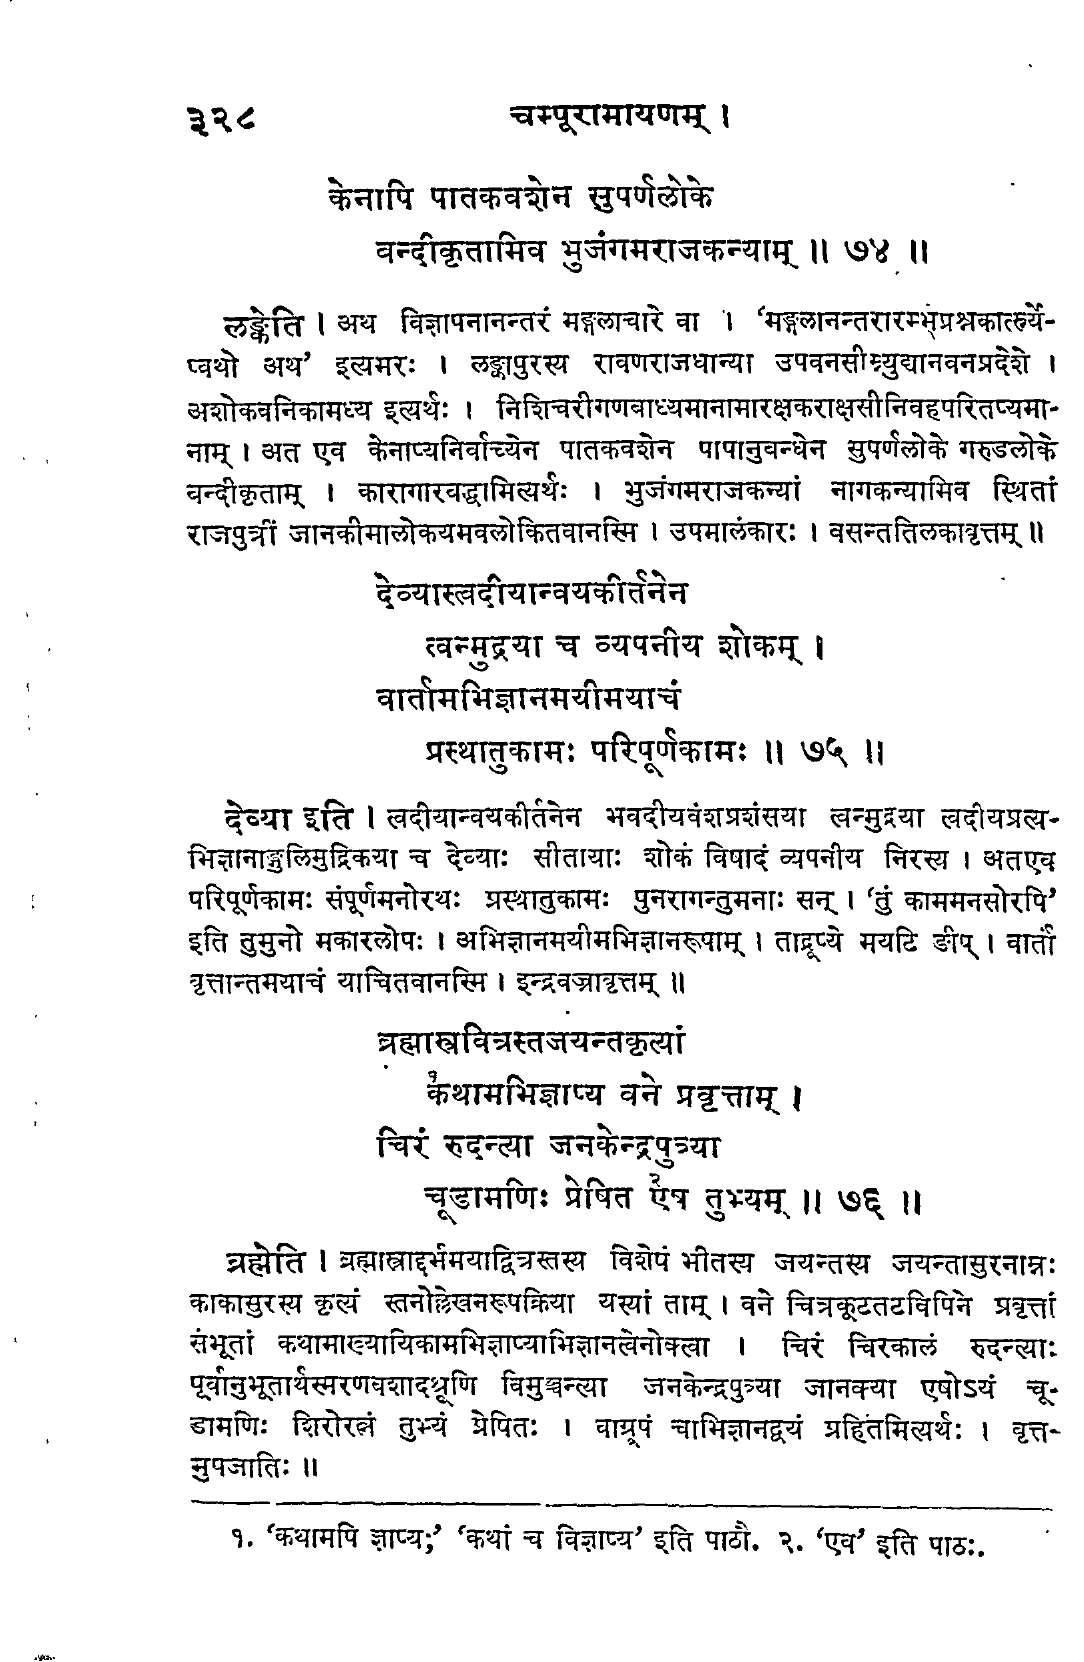 ३२८ चम्पूरामायणम् ।
केनापि पातकवशेन सुपर्णलोके
वन्दीकृतामिव भुजंगमराजकन्याम् ॥ ७४ ॥
लङ्केति । अथ विज्ञापनानन्तरं मङ्गलाचारे वा । ‘मङ्गलानन्तरारम्भप्रश्नकार्त्स्न्ये-
ष्वथो अथ’ इत्यमरः । लङ्कापुरस्य रावणराजधान्या उपवनसीम्न्युद्यानवनप्रदेशे ।
अशोकवनिकामध्य इत्यर्थः । निशिचरीगणवाध्यमानामारक्षकराक्षसीनिवहपरितप्यमा-
नाम् । अत एव केनाप्यनिर्वाच्येन पातकवशेन पापानुवन्धेन सुपर्णलोके गरुडलोके
वन्दीकृताम् । कारागारवद्धामित्यर्थः । भुजंगमराजकन्यां नागकन्यामिव स्थितां
राजपुत्रीं जानकीमालोकयमवलोकितवानस्मि । उपमालंकारः । वसन्ततिलकावृत्तम् ॥
देव्यास्त्वदीयान्वयकीर्तनेन
त्वन्मुद्रया च व्यपनीय शोकम् ।
वार्तामभिज्ञानमयीमयाचं
प्रस्थातुकामः परिपूर्णकामः ॥ ७५ ॥
देव्या इति । त्वदीयान्वयकीर्तनेन भवदीयवंशप्रशंसया त्वन्मुद्रया त्वदीयप्रत्य-
भिज्ञानाङ्गुलिमुद्रिकया च देव्याः सीतायाः शोकं विषादं व्यपनीय निरस्य । अतएव
परिपूर्णकामः संपूर्णमनोरथः प्रस्थातुकामः पुनरागन्तुमनाः सन् । ‘तुं काममनसोरपि’
इति तुमुनो मकारलोपः । अभिज्ञानमयीमभिज्ञानरूपाम् । ताद्रूप्ये मयटि ङीप् । वार्तां
वृत्तान्तमयाचं याचितवानस्मि । इन्द्रवज्रावृत्तम् ॥
व्रह्मास्त्रवित्रस्तजयन्तकृत्यां
१कथामभिज्ञाप्य वने प्रवृत्ताम् ।
चिरं रुदन्त्या जनकेन्द्रपुत्र्या
चूडामणिः प्रेषित २एष तुभ्यम् ॥ ७६ ॥
व्रह्मेति । व्रह्मास्त्राद्दर्भमयाद्वित्रस्तस्य विशेषं भीतस्य जयन्तस्य जयन्तासुरनाम्नः
काकासुरस्य कृत्यं स्तनोल्लेखनरूपक्रिया यस्यां ताम् । वने चित्रकूटतटविपिने प्रवृत्तां
संभूतां कथामाख्यायिकामभिज्ञाप्याभिज्ञानत्वेनोक्त्वा । चिरं चिरकालं रुदन्त्याः
पूर्वानुभूतार्थस्मरणवशादश्रूणि विमुञ्चन्त्या जनकेन्द्रपुत्र्या जानक्या एषोऽयं चू-
डामणिः शिरोरत्नं तुभ्यं प्रेषितः । वाग्रूपं चाभिज्ञानद्वयं प्रहितमित्यर्थः । वृत्त-
मुपजातिः ॥
१. ‘कथामपि ज्ञाप्य;’ ‘कथां च विज्ञाप्य’ इति पाठौ. २. ‘एव’ इति पाठः.